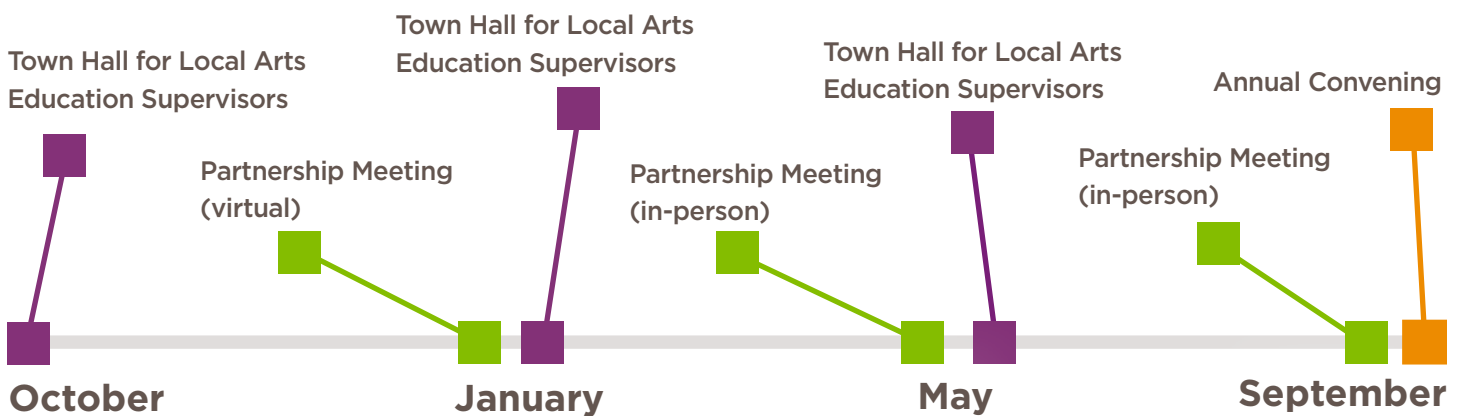 Town Hall for Local Arts
Education Supervisors
Partnership Meeting
(virtual)
Town Hall for Local Arts
Education Supervisors
Partnership Meeting
(in-person)
Town Hall for Local Arts
Education Supervisors
Partnership Meeting
(in-person)
Annual Convening
October
January
May
September